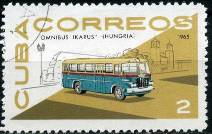 CUBA CORREOS
"OMNIBUS IKARUS" (HUNGRIA)
1965
2